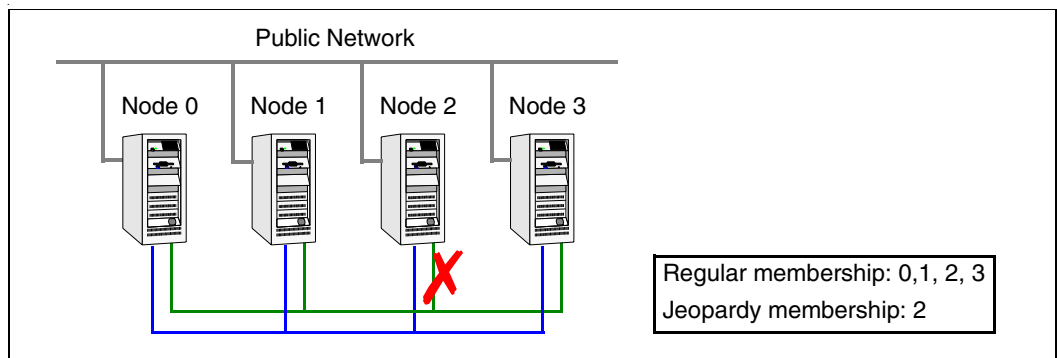 Public Network
Node 0 Node 1 Node 2 Node 3
Regular membership: 0,1, 2, 3
Jeopardy membership: 2